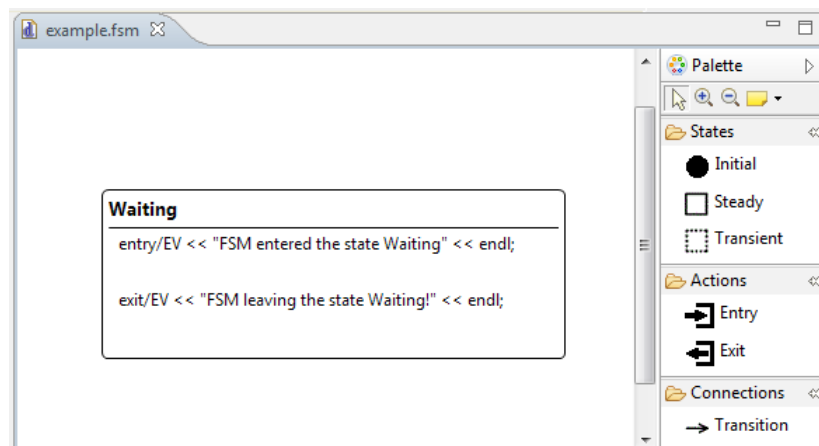 example.fsm
Palette
States
Initial
Waiting
Steady
entry/EV << "FSM entered the state Waiting" << endl;
Transient
exit/EV << "FSM leaving the state Waiting!" << endl;
Actions
Entry
Exit
Connections
Transition